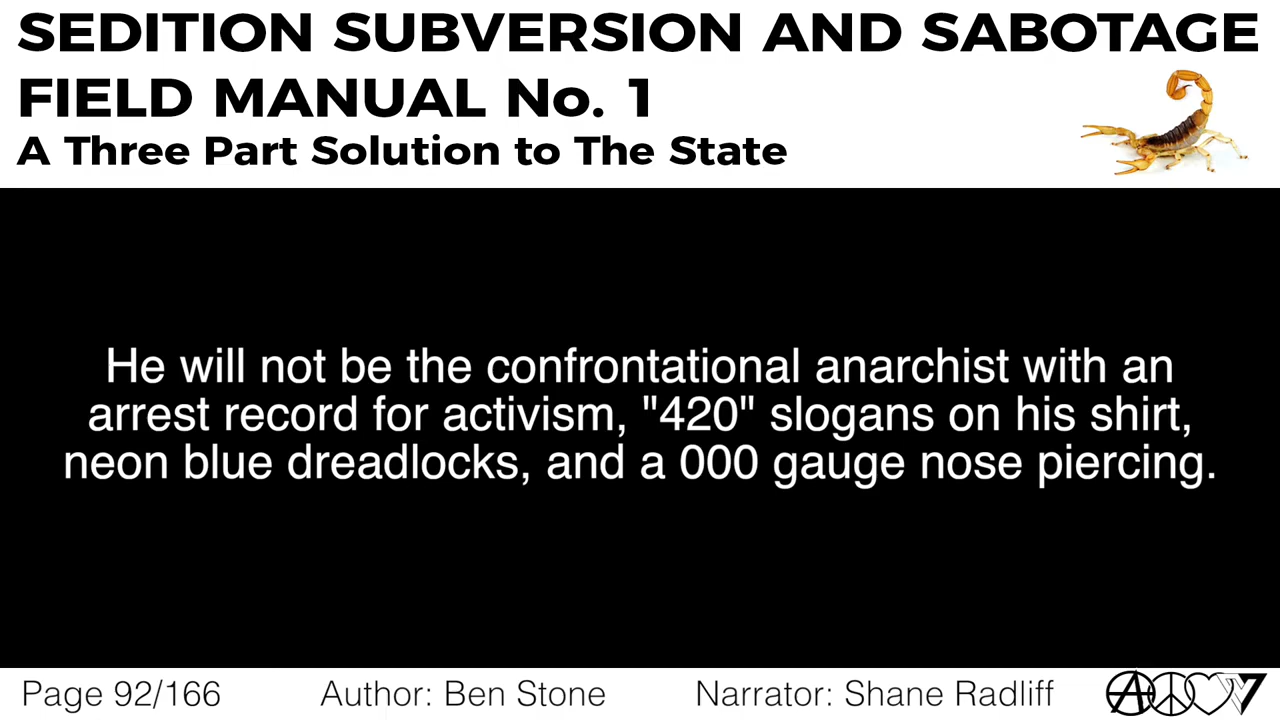 SEDITION SUBVERSION AND SABOTAGE
FIELD MANUAL No. 1
A Three Part Solution to The State
He will not be the confrontational anarchist with an
arrest record for activism, "420" slogans on his shirt,
neon blue dreadlocks, and a 000 gauge nose piercing.
Page 92/166 Author: Ben Stone Narrator: Shane Radliff